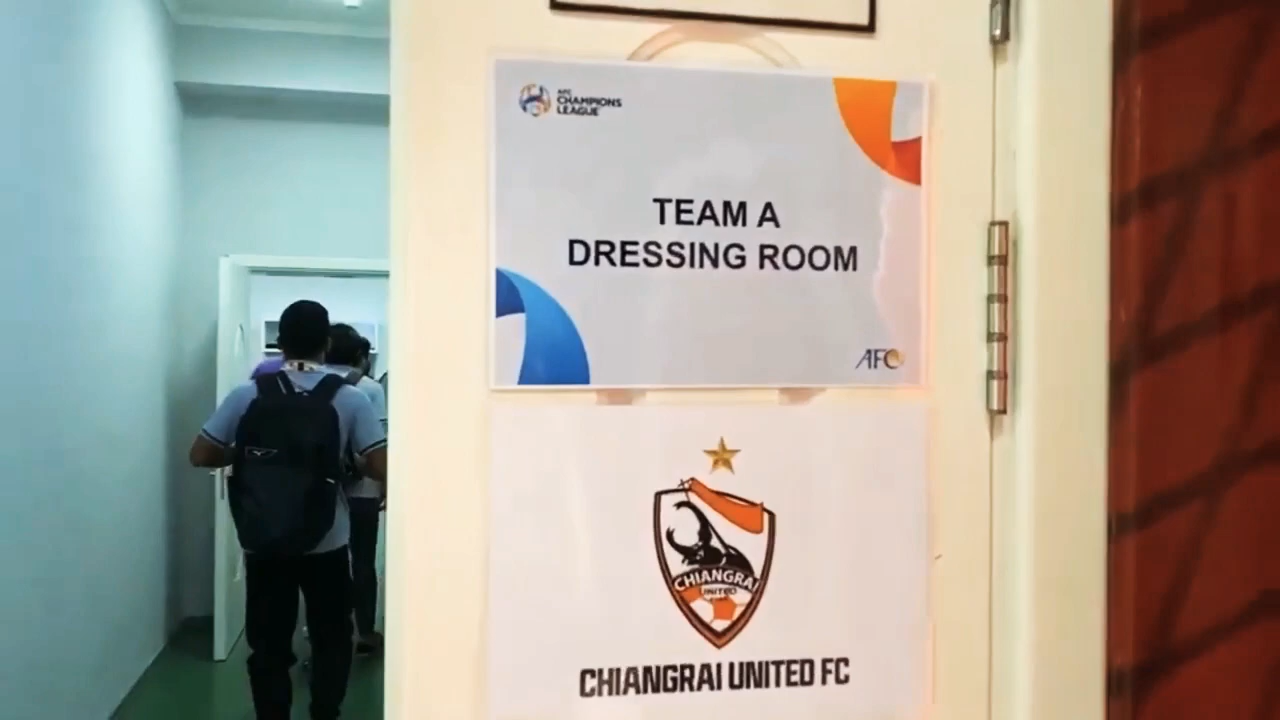 AFC
CHAMPIONS
LEAGUE
TEAM A
DRESSING ROOM
AFC
CHIANGRAI
UNITED
CHIANGRAI UNITED FC